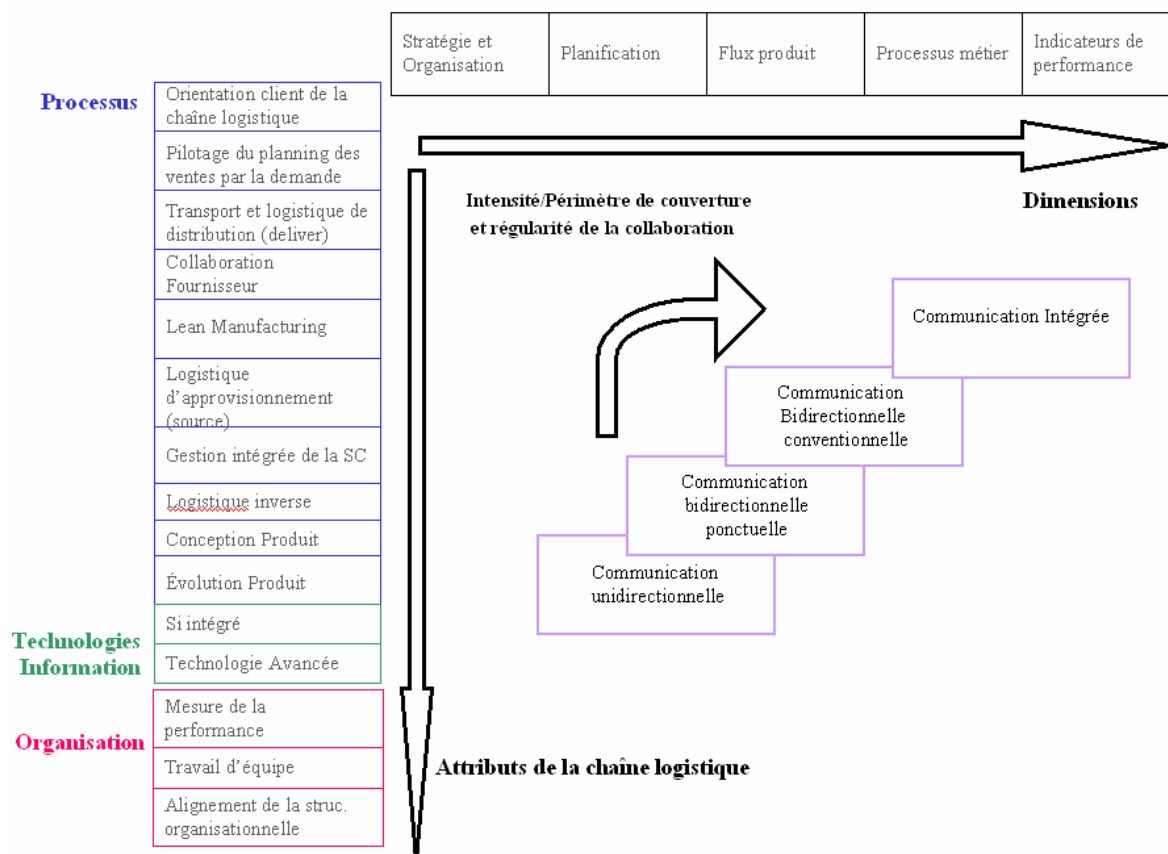 Stratégie et
Organisation
Planification
Flux produit
Processus métier
Indicateurs de
performance
Processus
Orientation client de la
chaîne logistique
Pilotage du planning des
ventes par la demande
Transport et logistique de
distribution (deliver)
Collaboration
Fournisseur
Lean Manufacturing
Logistique
d'approvisionnement
(source)
Gestion intégrée de la SC
Logistique inverse
Conception Produit
Évolution Produit
Technologies
Information
Si intégré
Technologie Avancée
Organisation
Mesure de la
performance
Travail d'équipe
Alignement de la struc.
organisationnelle
Dimensions
Intensité/Périmètre de couverture
et régularité de la collaboration
Communication Intégrée
Communication
Bidirectionnelle
conventionnelle
Communication
bidirectionnelle
ponctuelle
Communication
unidirectionnelle
Attributs de la chaîne logistique